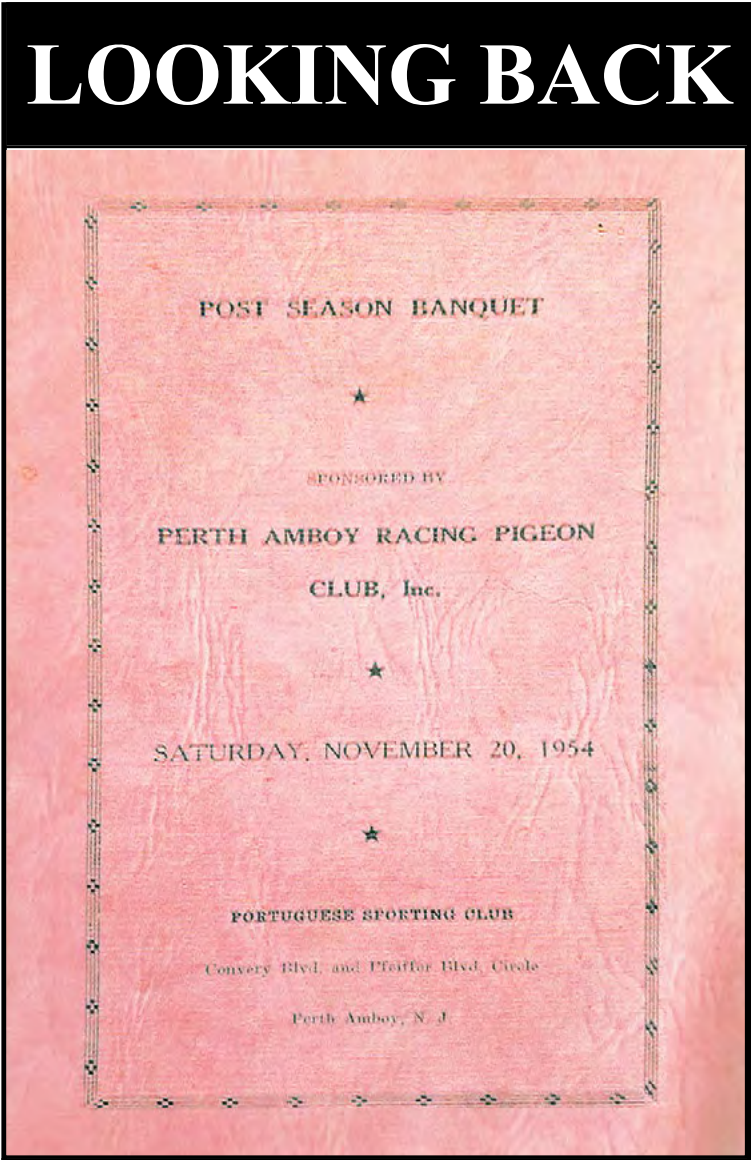 LOOKING BACK
POST SEASON BANQUET
SPONSORED BY
PERTH AMBOY RACING PIGEON
CLUB, Inc.
SATURDAY, NOVEMBER 20, 1954
PORTUGUESE SPORTING CLUB
Convery Blvd. and Pfeiffer Blvd. Circle
Perth Amboy, N. J.